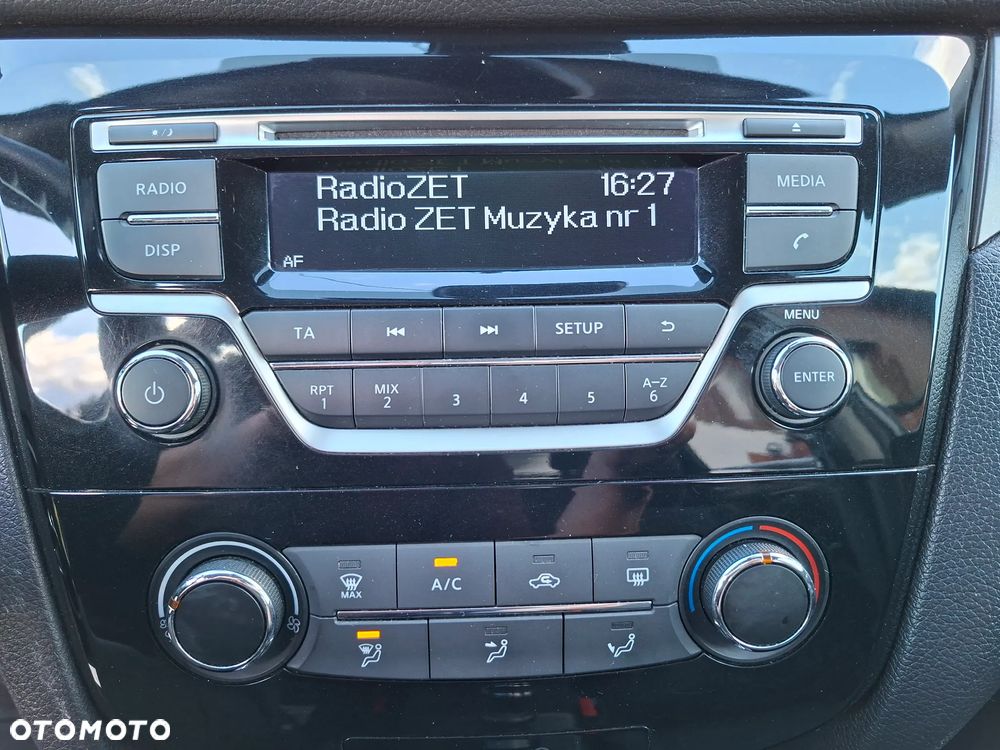 RADIO
DISP
RadioZET 16:27
Radio ZET Muzyka nr 1
AF
MEDIA
TA
SETUP
MENU
RPT 1
MIX 2
3
4
5
A-Z 6
ENTER
MAX
A/C
OTOMOTO